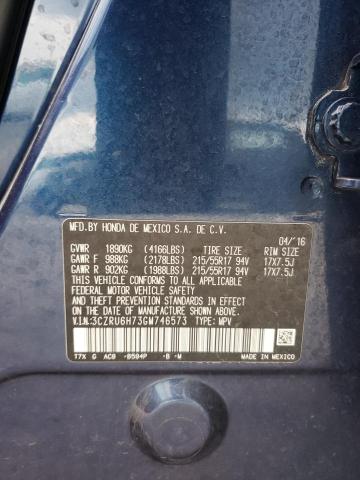 MFD.BY HONDA DE MEXICO S.A. DE C.V.
04/'16
GVWR 1890KG (4166LBS) TIRE SIZE RIM SIZE
GAWR F 988KG (2178LBS) 215/55R17 94V 17X7.5J
GAWR R 902KG (1988LBS) 215/55R17 94V 17X7.5J
THIS VEHICLE CONFORMS TO ALL APPLICABLE
FEDERAL MOTOR VEHICLE SAFETY STANDARDS IN
EFFECT ON THE DATE OF MANUFACTURE SHOWN ABOVE.
V.I.N.:3CZRU6H73GM746573 TYPE: MPV
T7X G AC9 -B594P -B -M
MADE IN MEXICO